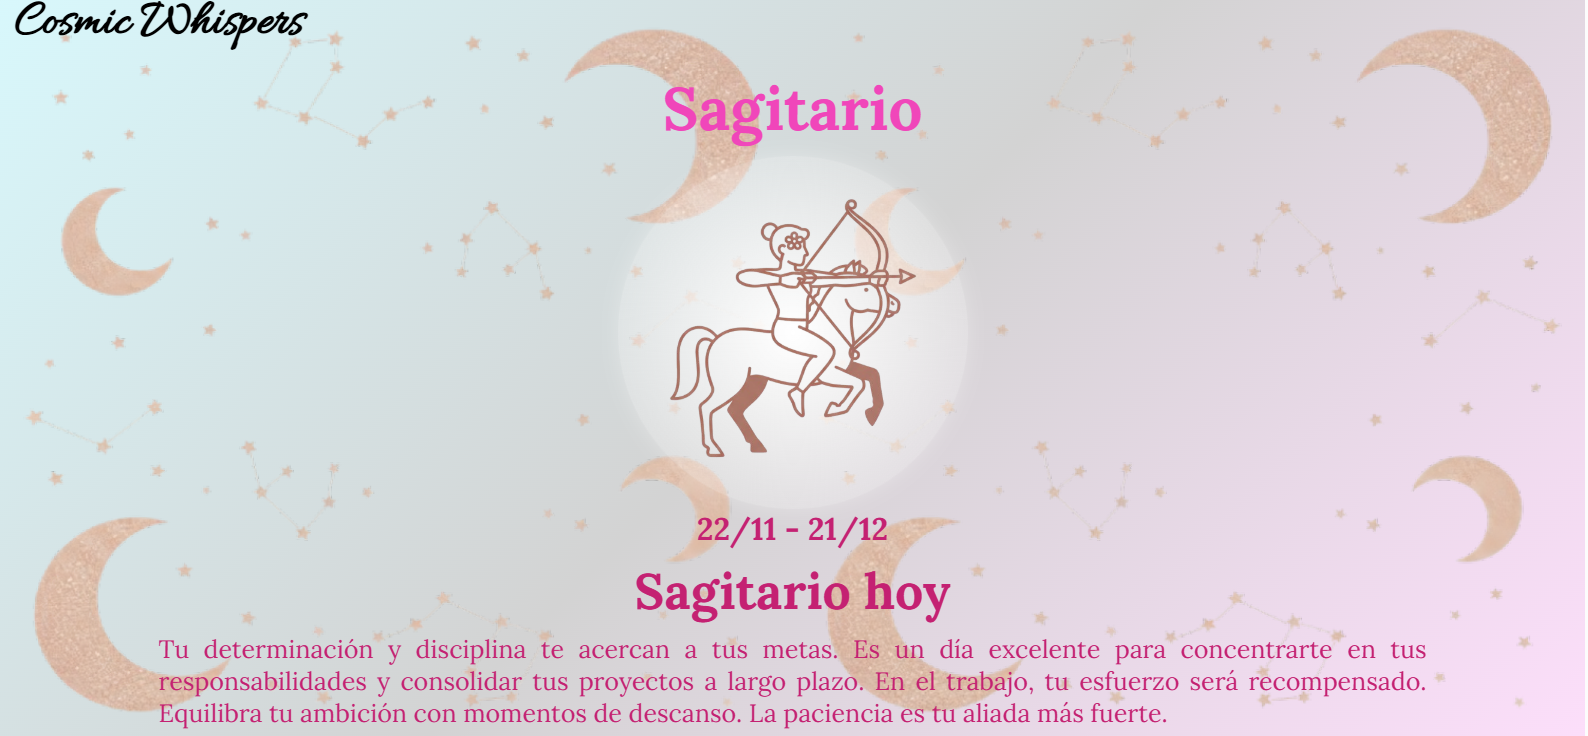 Cosmic Whispers
Sagitario
22/11 - 21/12
Sagitario hoy
Tu determinación y disciplina te acercan a tus metas. Es un día excelente para concentrarte en tus
responsabilidades y consolidar tus proyectos a largo plazo. En el trabajo, tu esfuerzo será recompensado.
Equilibra tu ambición con momentos de descanso. La paciencia es tu aliada más fuerte.